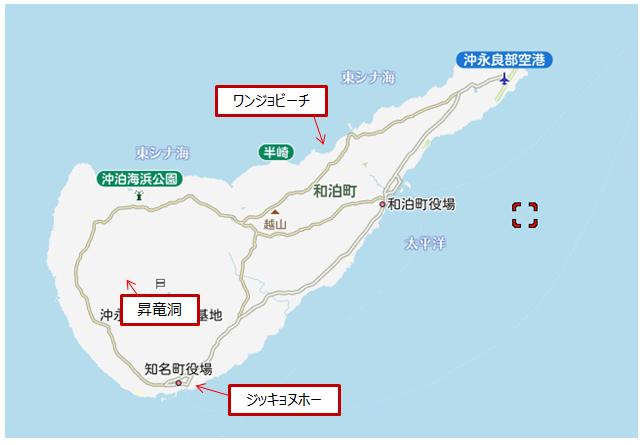 沖永良部空港
東シナ海
ワンジョビーチ
東シナ海
半崎
沖泊海浜公園
和泊町
和泊町役場
越山
太平洋
昇竜洞
沖永
基地
知名町役場
ジッキョヌホー